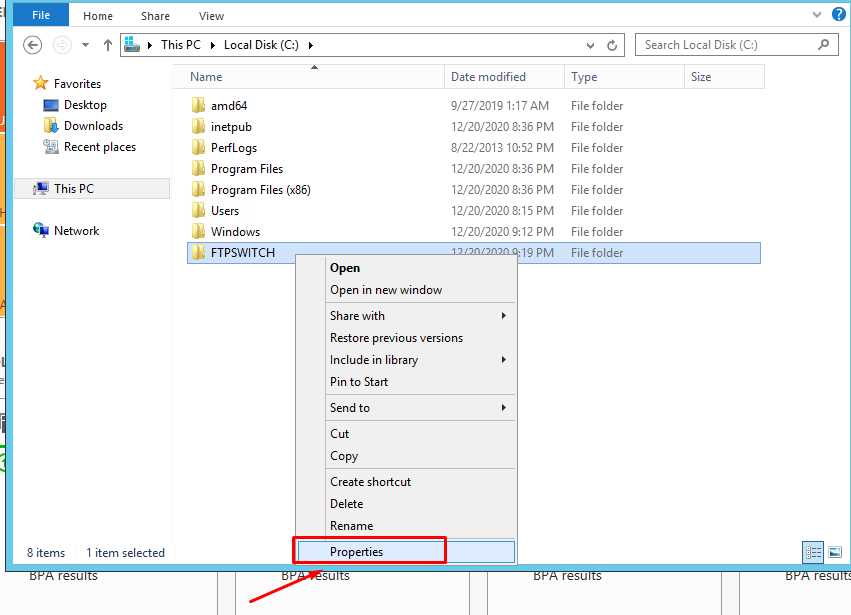 File Home Share View
This PC Local Disk (C:) Search Local Disk (C:)
Name Date modified Type Size
Favorites
Desktop
Downloads
Recent places
This PC
Network
amd64 9/27/2019 1:17 AM File folder
inetpub 12/20/2020 8:36 PM File folder
PerfLogs 8/22/2013 10:52 PM File folder
Program Files 12/20/2020 8:36 PM File folder
Program Files (x86) 12/20/2020 8:36 PM File folder
Users 12/20/2020 8:15 PM File folder
Windows 12/20/2020 9:12 PM File folder
FTPSWITCH 12/20/2020 9:19 PM File folder
Open
Open in new window
Share with
Restore previous versions
Include in library
Pin to Start
Send to
Cut
Copy
Create shortcut
Delete
Rename
Properties
8 items 1 item selected
BPA results BPA results BPA results BPA results